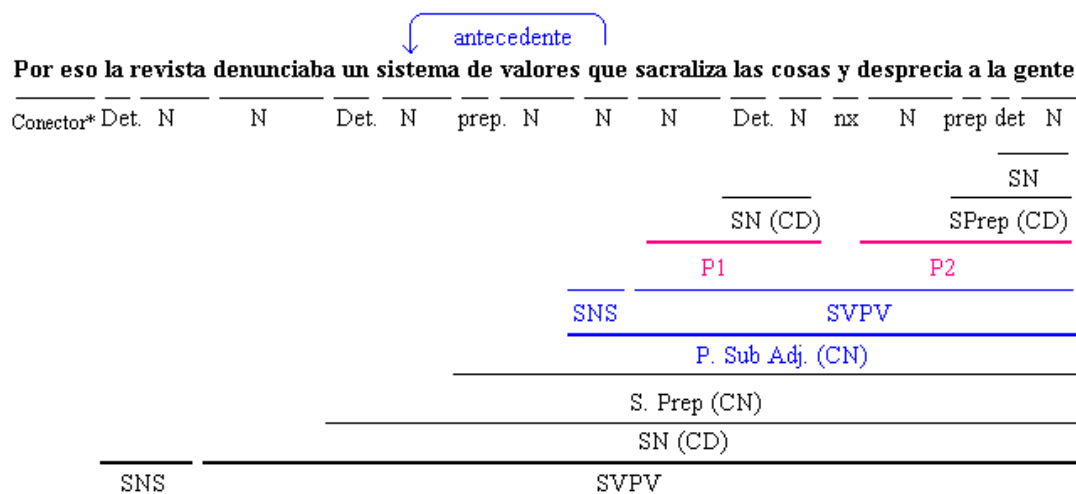 antecedente
Por eso la revista denunciaba un sistema de valores que sacraliza las cosas y desprecia a la gente
Conector* Det. N N Det. N prep. N N N Det. N nx N prep det N
SN
SN (CD) SPrep (CD)
P1 P2
SNS SVPV
P. Sub Adj. (CN)
S. Prep (CN)
SN (CD)
SNS SVPV